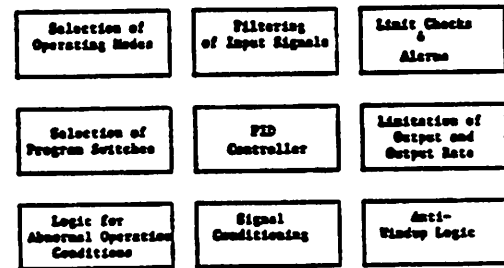 Selection of
Operating Modes
Filtering
of Input Signals
Limit Checks
&
Alarms
Selection of
Program Switches
PID
Controller
Limitation of
Output and
Output Rate
Logic for
Abnormal Operation
Conditions
Signal
Conditioning
Anti-
Windup Logic